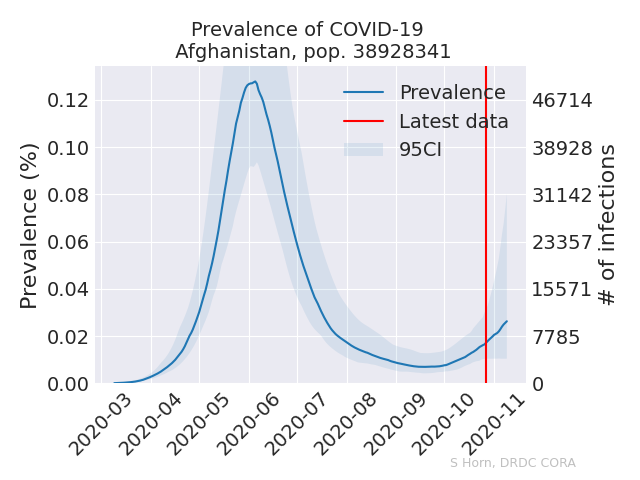 Prevalence of COVID-19
Afghanistan, pop. 38928341
Prevalence
Latest data
95CI
Prevalence (%)
0.12
0.10
0.08
0.06
0.04
0.02
0.00
46714
38928
31142
23357
15571
7785
0
# of infections
2020-03
2020-04
2020-05
2020-06
2020-07
2020-08
2020-09
2020-10
2020-11
S Horn, DRDC CORA